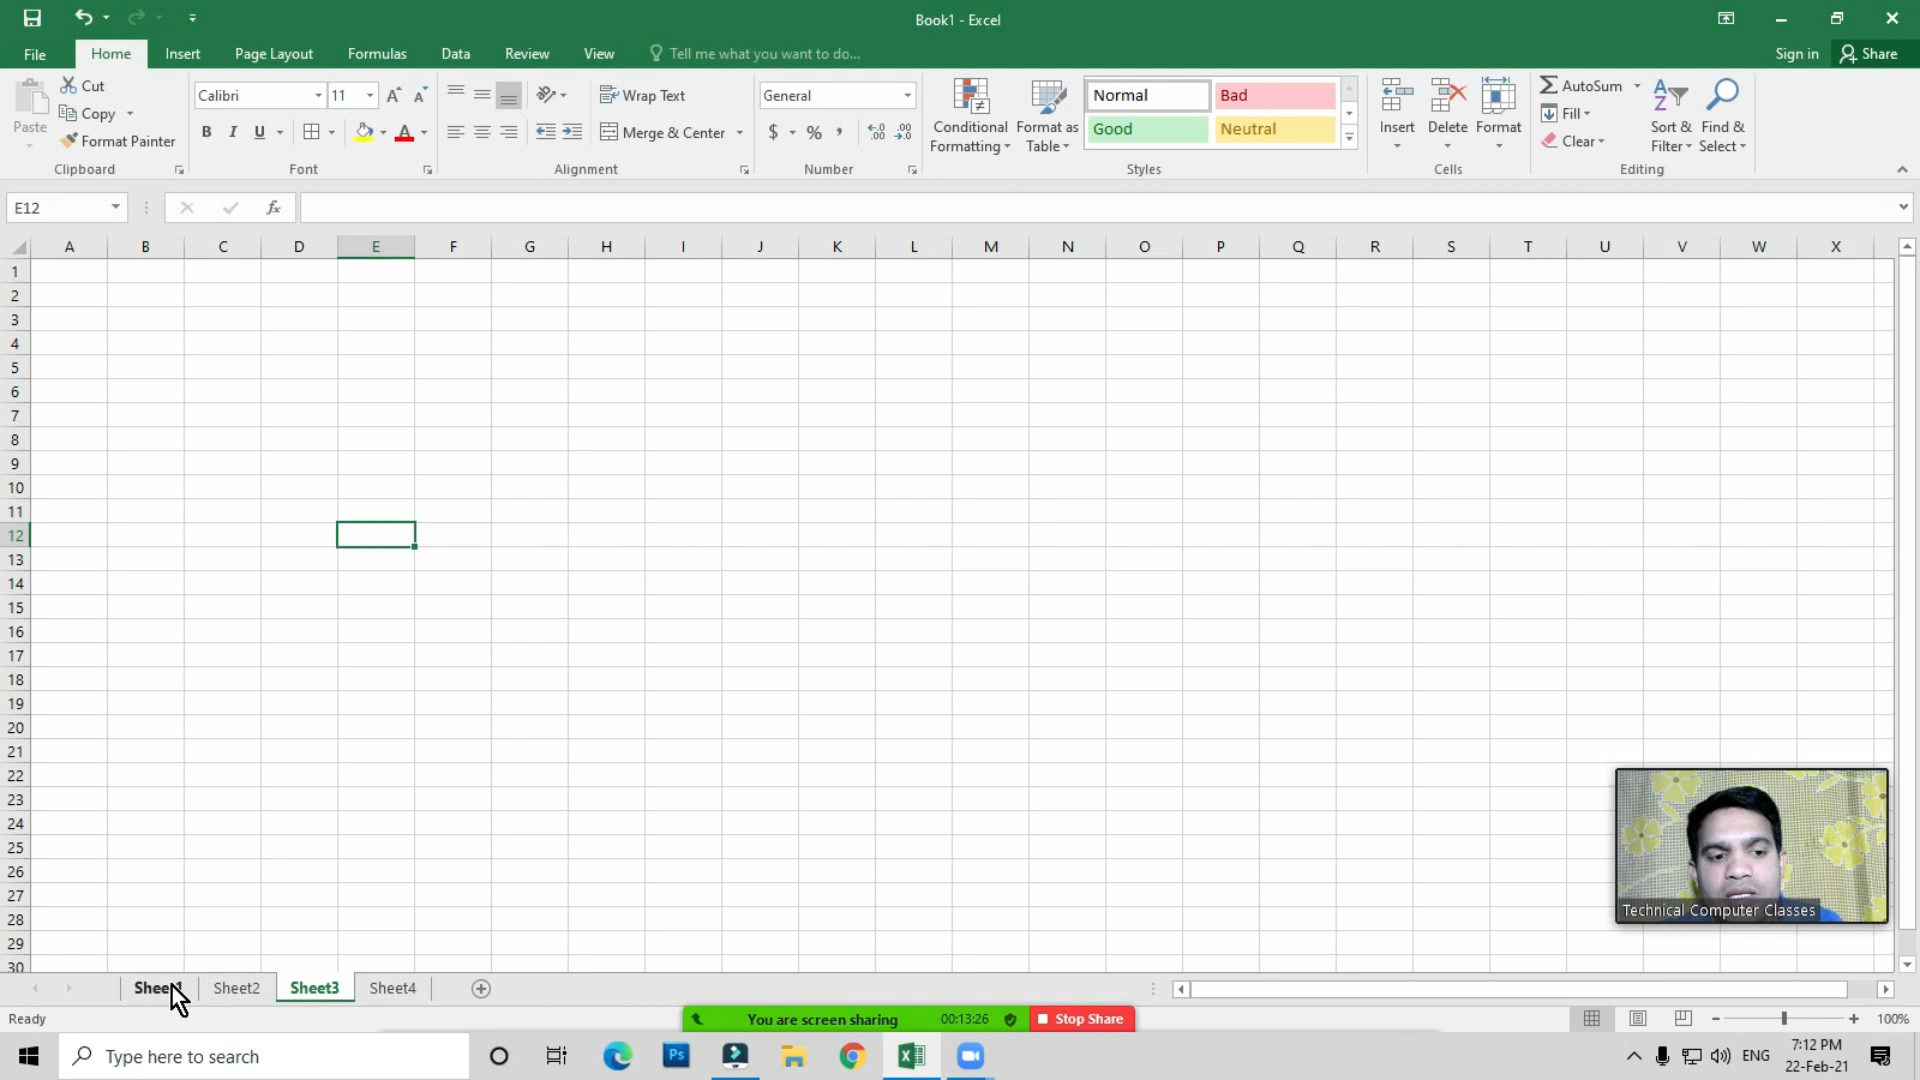 Book1 - Excel
File Home Insert Page Layout Formulas Data Review View Tell me what you want to do... Sign in Share
Paste
Cut
Copy
Format Painter
Clipboard
Calibri 11
B I U A
Font
Wrap Text
Merge & Center
Alignment
General
$ % ,
Number
Conditional
Formatting
Format as
Table
Normal Bad
Good Neutral
Styles
Insert Delete Format
Cells
AutoSum
Fill
Clear
Sort &
Filter
Find &
Select
Editing
E12 fx
A B C D E F G H I J K L M N O P Q R S T U V W X
1
2
3
4
5
6
7
8
9
10
11
12
13
14
15
16
17
18
19
20
21
22
23
24
25
26
27
28
29
30
Technical Computer Classes
Sheet1 Sheet2 Sheet3 Sheet4
Ready You are screen sharing 00:13:26 Stop Share 100%
Type here to search Ps ENG 7:12 PM
22-Feb-21